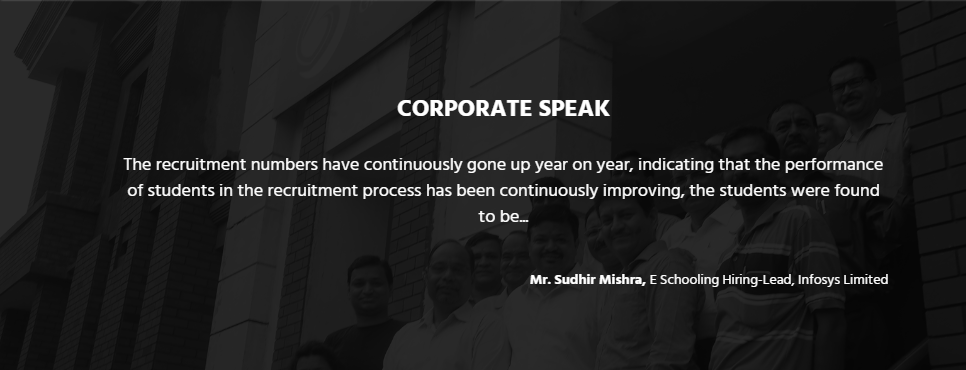 CORPORATE SPEAK
The recruitment numbers have continuously gone up year on year, indicating that the performance
of students in the recruitment process has been continuously improving, the students were found
to be...
Mr. Sudhir Mishra, E Schooling Hiring-Lead, Infosys Limited